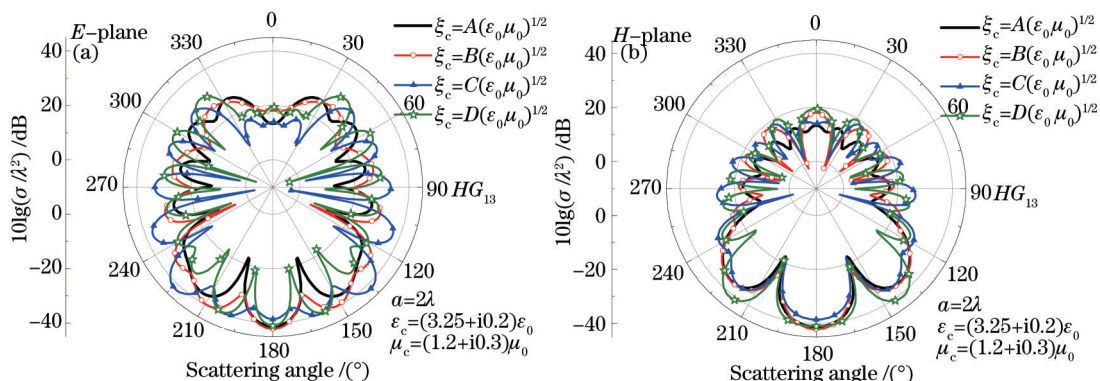 E-plane
(a)
10lg(σ/λ²)/dB
40
20
0
0
−20
−40
0
30
60
90
120
150
180
210
240
270
300
330
HG₁₃
ξc=A(ε₀μ₀)^1/2
ξc=B(ε₀μ₀)^1/2
ξc=C(ε₀μ₀)^1/2
ξc=D(ε₀μ₀)^1/2
a=2λ
εc=(3.25+i0.2)ε₀
μc=(1.2+i0.3)μ₀
Scattering angle /(°)
H-plane
(b)
10lg(σ/λ²)/dB
40
20
0
0
−20
−40
0
30
60
90
120
150
180
210
240
270
300
330
HG₁₃
ξc=A(ε₀μ₀)^1/2
ξc=B(ε₀μ₀)^1/2
ξc=C(ε₀μ₀)^1/2
ξc=D(ε₀μ₀)^1/2
a=2λ
εc=(3.25+i0.2)ε₀
μc=(1.2+i0.3)μ₀
Scattering angle /(°)